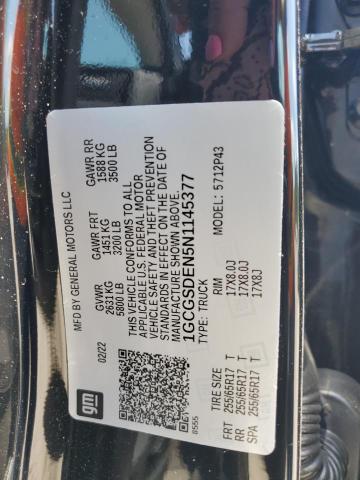 gm
MFD BY GENERAL MOTORS LLC
02/22
GVWR GAWR FRT GAWR RR
2631 KG 1451 KG 1588 KG
5800 LB 3200 LB 3500 LB
THIS VEHICLE CONFORMS TO ALL
APPLICABLE U.S. FEDERAL MOTOR
VEHICLE SAFETY AND THEFT PREVENTION
STANDARDS IN EFFECT ON THE DATE OF
MANUFACTURE SHOWN ABOVE.
1GCGSDEN5N1145377
TYPE: TRUCK MODEL: 5712P43
TIRE SIZE RIM
FRT 255/65R17 T 17X8.0J
RR 255/65R17 T 17X8.0J
SPA 255/65R17 T 17X8J